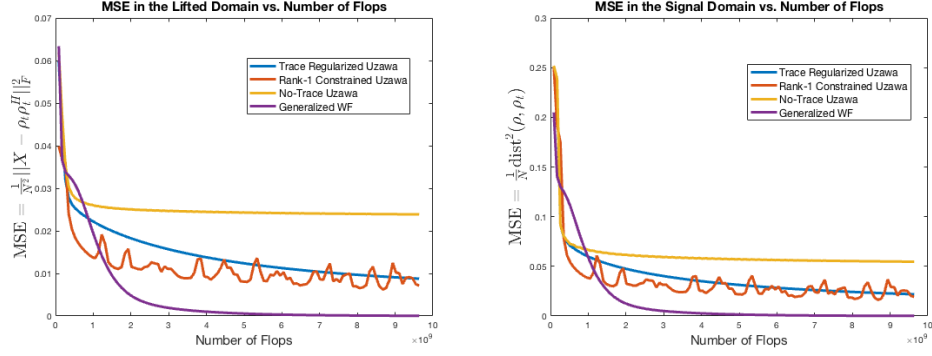 MSE in the Lifted Domain vs. Number of Flops
0.07
0.06
0.05
0.04
0.03
0.02
0.01
0
MSE = 1/N² ||X − ρₜρₜᴴ||²_F
Trace Regularized Uzawa
Rank-1 Constrained Uzawa
No-Trace Uzawa
Generalized WF
0 1 2 3 4 5 6 7 8 9 10
Number of Flops
×10⁹
MSE in the Signal Domain vs. Number of Flops
0.3
0.25
0.2
0.15
0.1
0.05
0
MSE = 1/N dist²(ρ, ρₜ)
Trace Regularized Uzawa
Rank-1 Constrained Uzawa
No-Trace Uzawa
Generalized WF
0 1 2 3 4 5 6 7 8 9 10
Number of Flops
×10⁹